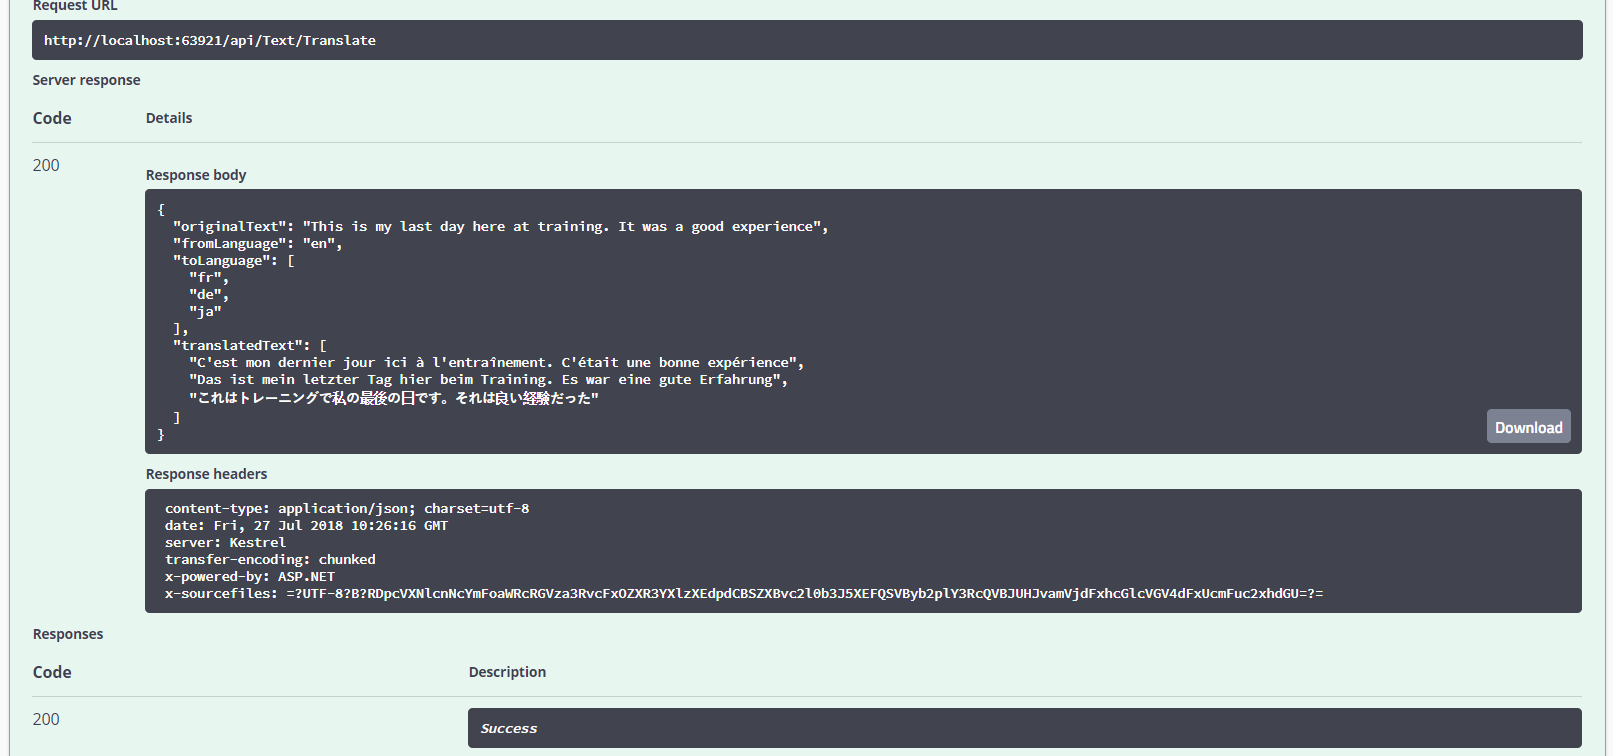 Request URL
http://localhost:63921/api/Text/Translate
Server response
Code Details
200
Response body
{
"originalText": "This is my last day here at training. It was a good experience",
"fromLanguage": "en",
"toLanguage": [
"fr",
"de",
"ja"
],
"translatedText": [
"C'est mon dernier jour ici à l'entraînement. C'était une bonne expérience",
"Das ist mein letzter Tag hier beim Training. Es war eine gute Erfahrung",
"これはトレーニングで私の最後の日です。それは良い経験だった"
]
}
Download
Response headers
content-type: application/json; charset=utf-8
date: Fri, 27 Jul 2018 10:26:16 GMT
server: Kestrel
transfer-encoding: chunked
x-powered-by: ASP.NET
x-sourcefiles: =?UTF-8?B?RDpcVXNlcnNcYmFoaWRcRGVza3RvcFxOZXR3YXlzXEdpdCBSZXBvc2l0b3J5XEFQSVByb2plY3RcQVBJUHJvamVjdFxhcGlcVGV4dFxUcmFuc2xhdGU=?=
Responses
Code Description
200
Success